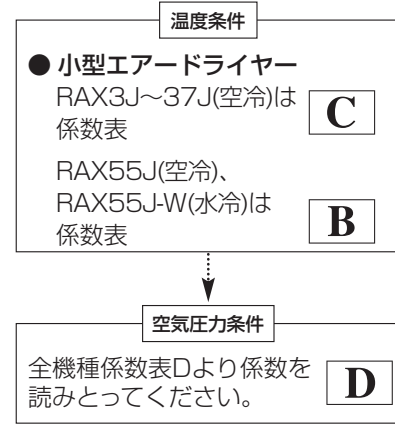 温度条件
● 小型エアードライヤー
RAX3J～37J(空冷)は
係数表
C
RAX55J(空冷)、
RAX55J-W(水冷)は
係数表
B
空気圧力条件
全機種係数表Dより係数を
読みとってください。
D